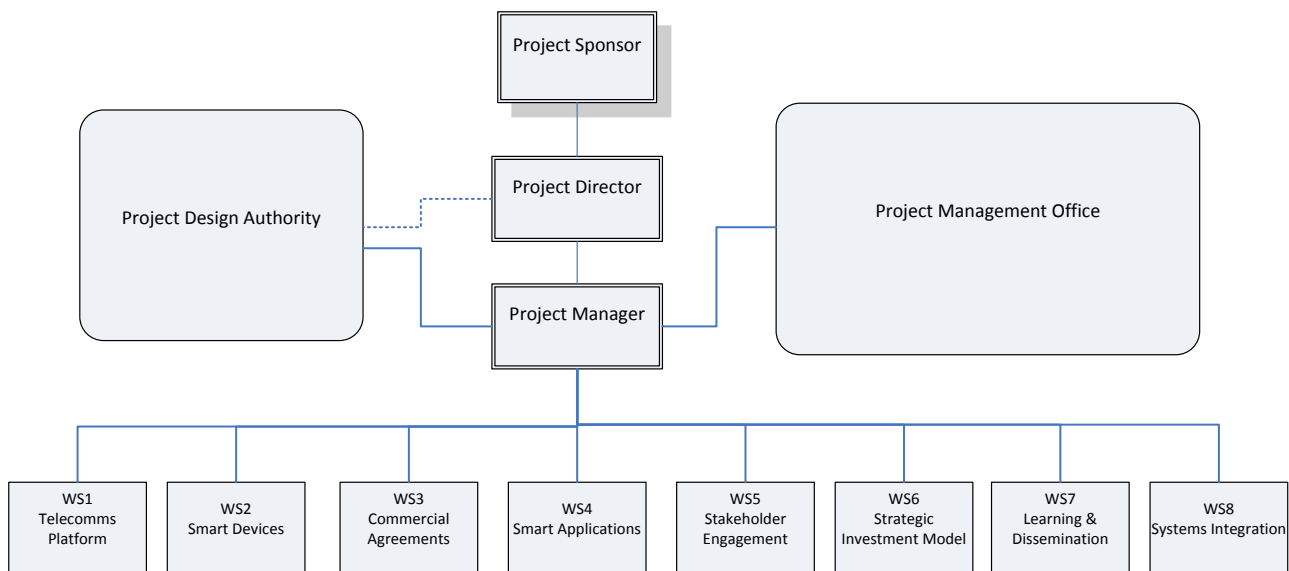 Project Sponsor
Project Director
Project Design Authority
Project Management Office
Project Manager
WS1
Telecomms
Platform
WS2
Smart Devices
WS3
Commercial
Agreements
WS4
Smart Applications
WS5
Stakeholder
Engagement
WS6
Strategic
Investment Model
WS7
Learning &
Dissemination
WS8
Systems Integration